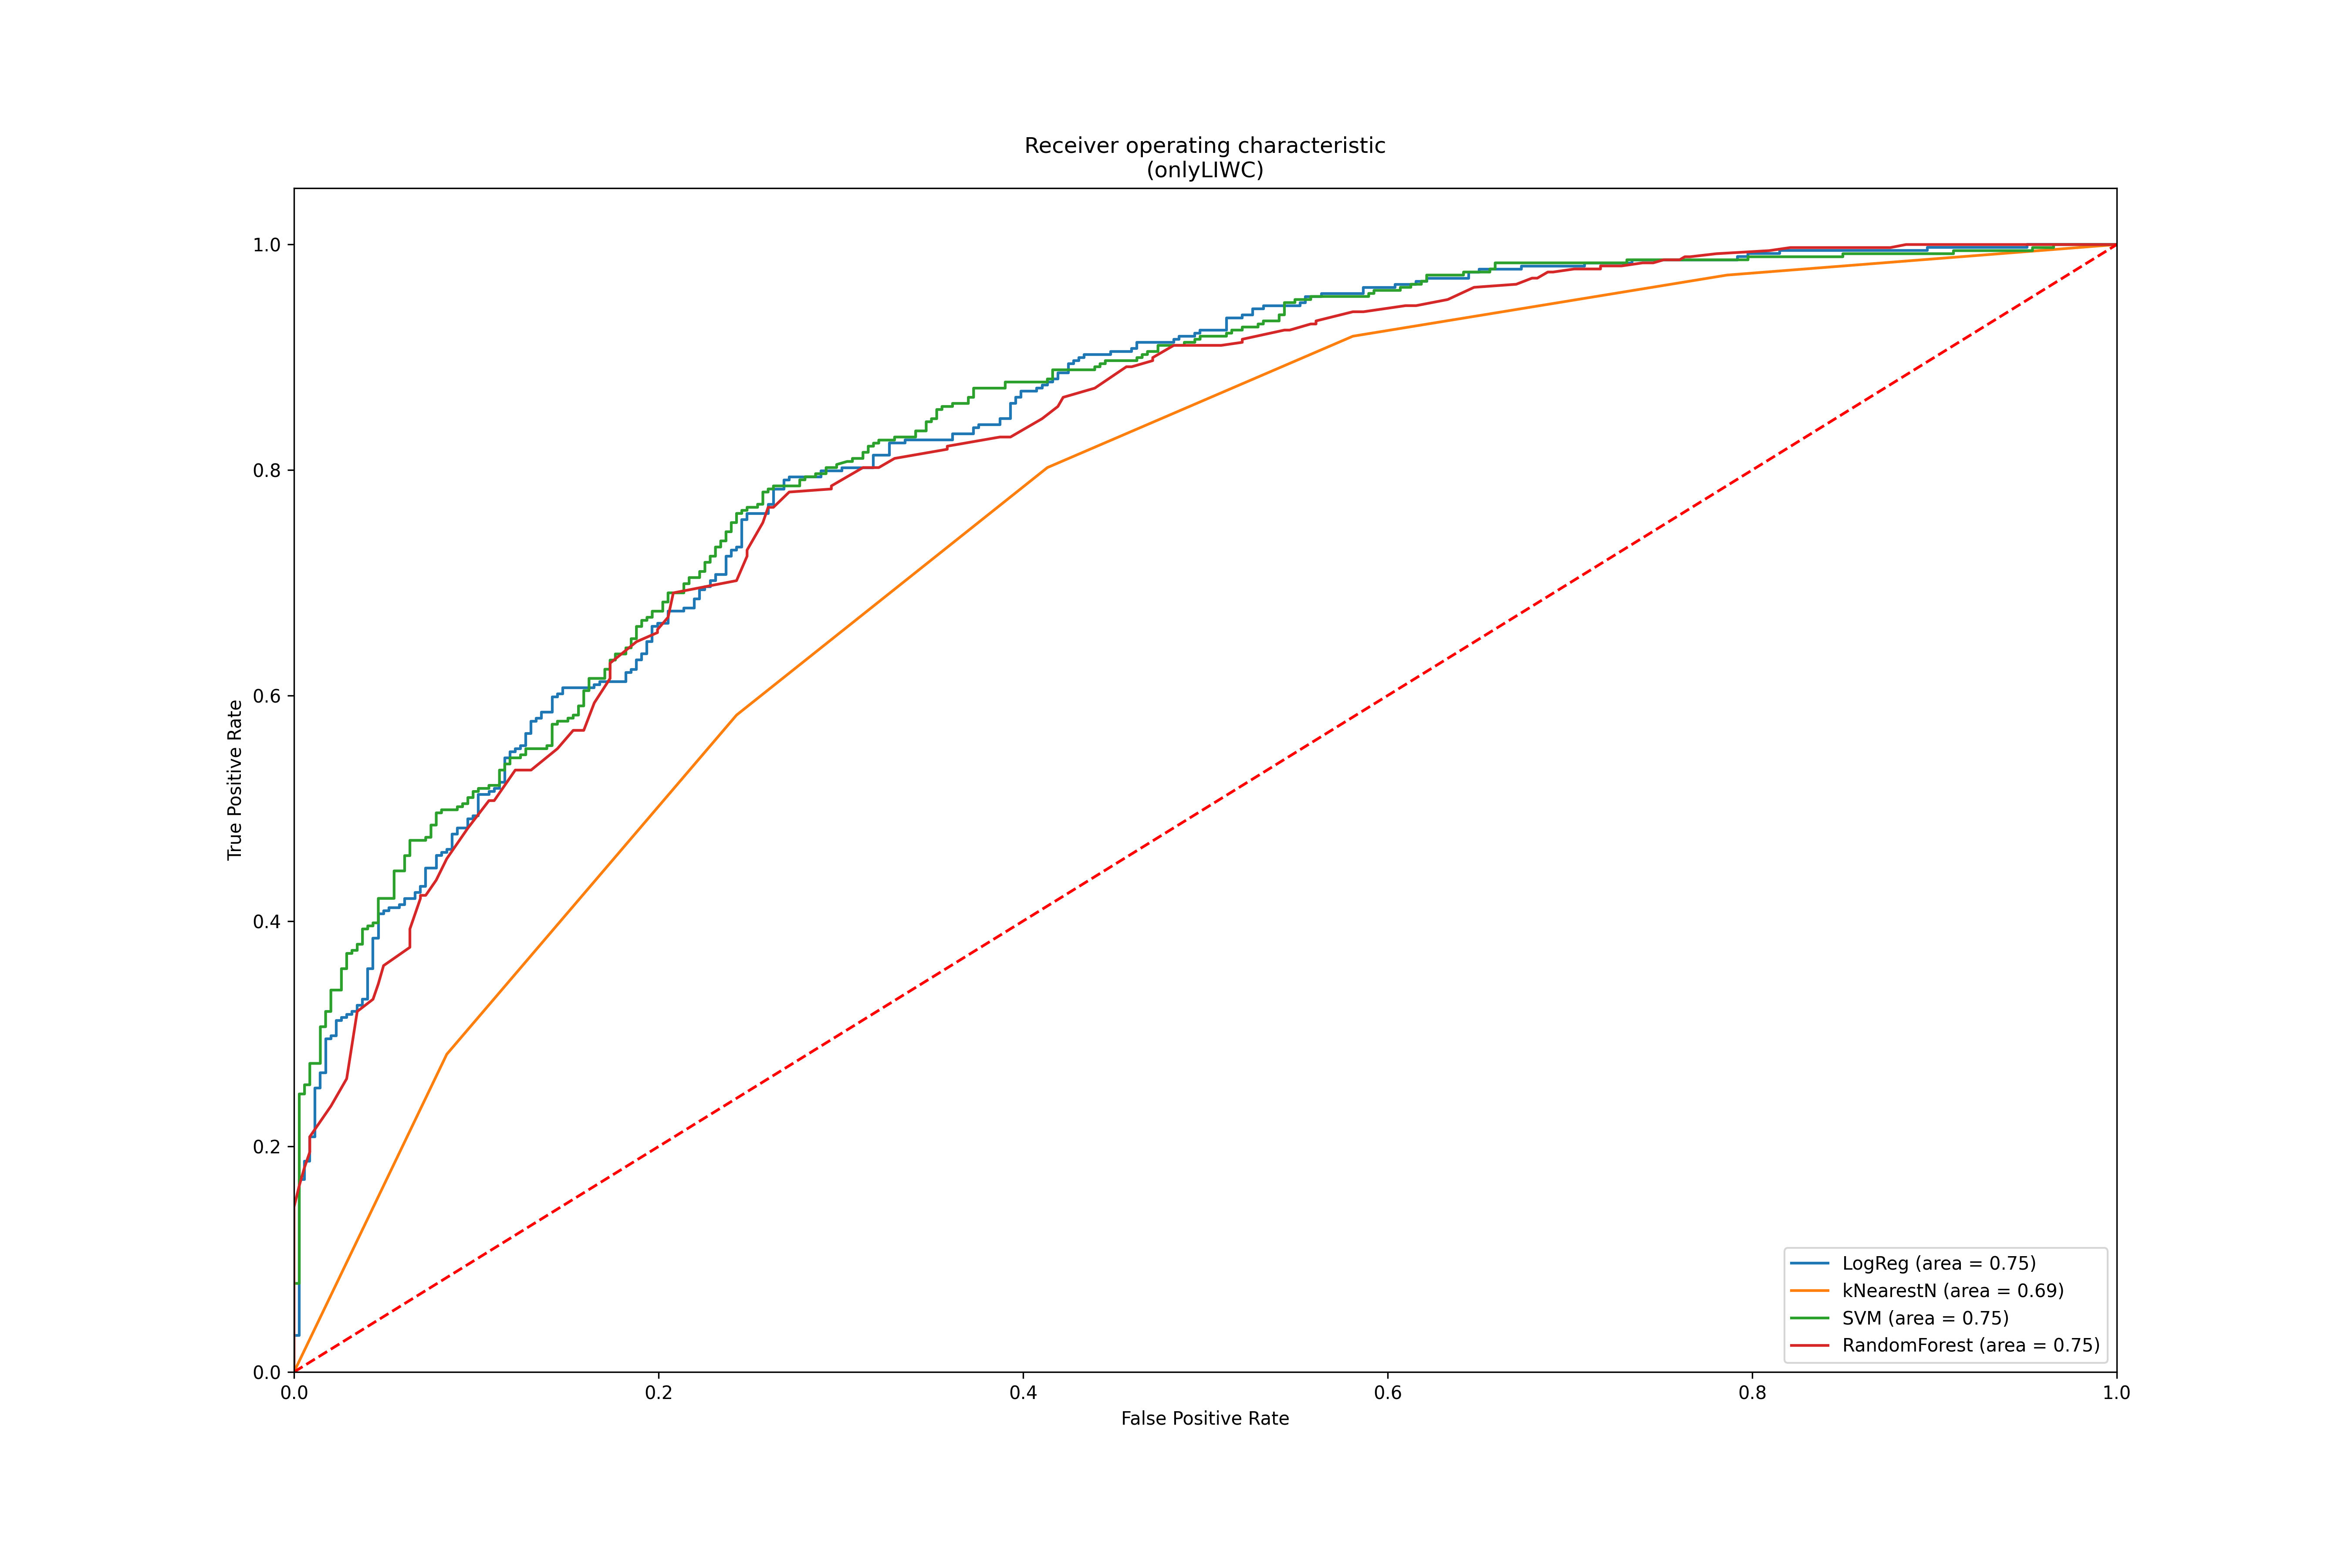 Receiver operating characteristic
(onlyLIWC)
True Positive Rate
1.0
0.8
0.6
0.4
0.2
0.0
0.0 0.2 0.4 0.6 0.8 1.0
False Positive Rate
LogReg (area = 0.75)
kNearestN (area = 0.69)
SVM (area = 0.75)
RandomForest (area = 0.75)